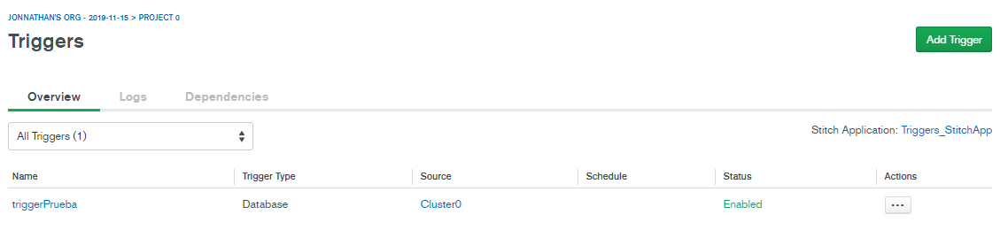 JONNATHAN'S ORG - 2019-11-15 > PROJECT 0
Triggers
Add Trigger
Overview Logs Dependencies
All Triggers (1)
Stitch Application: Triggers_StitchApp
Name Trigger Type Source Schedule Status Actions
triggerPrueba Database Cluster0 Enabled ...